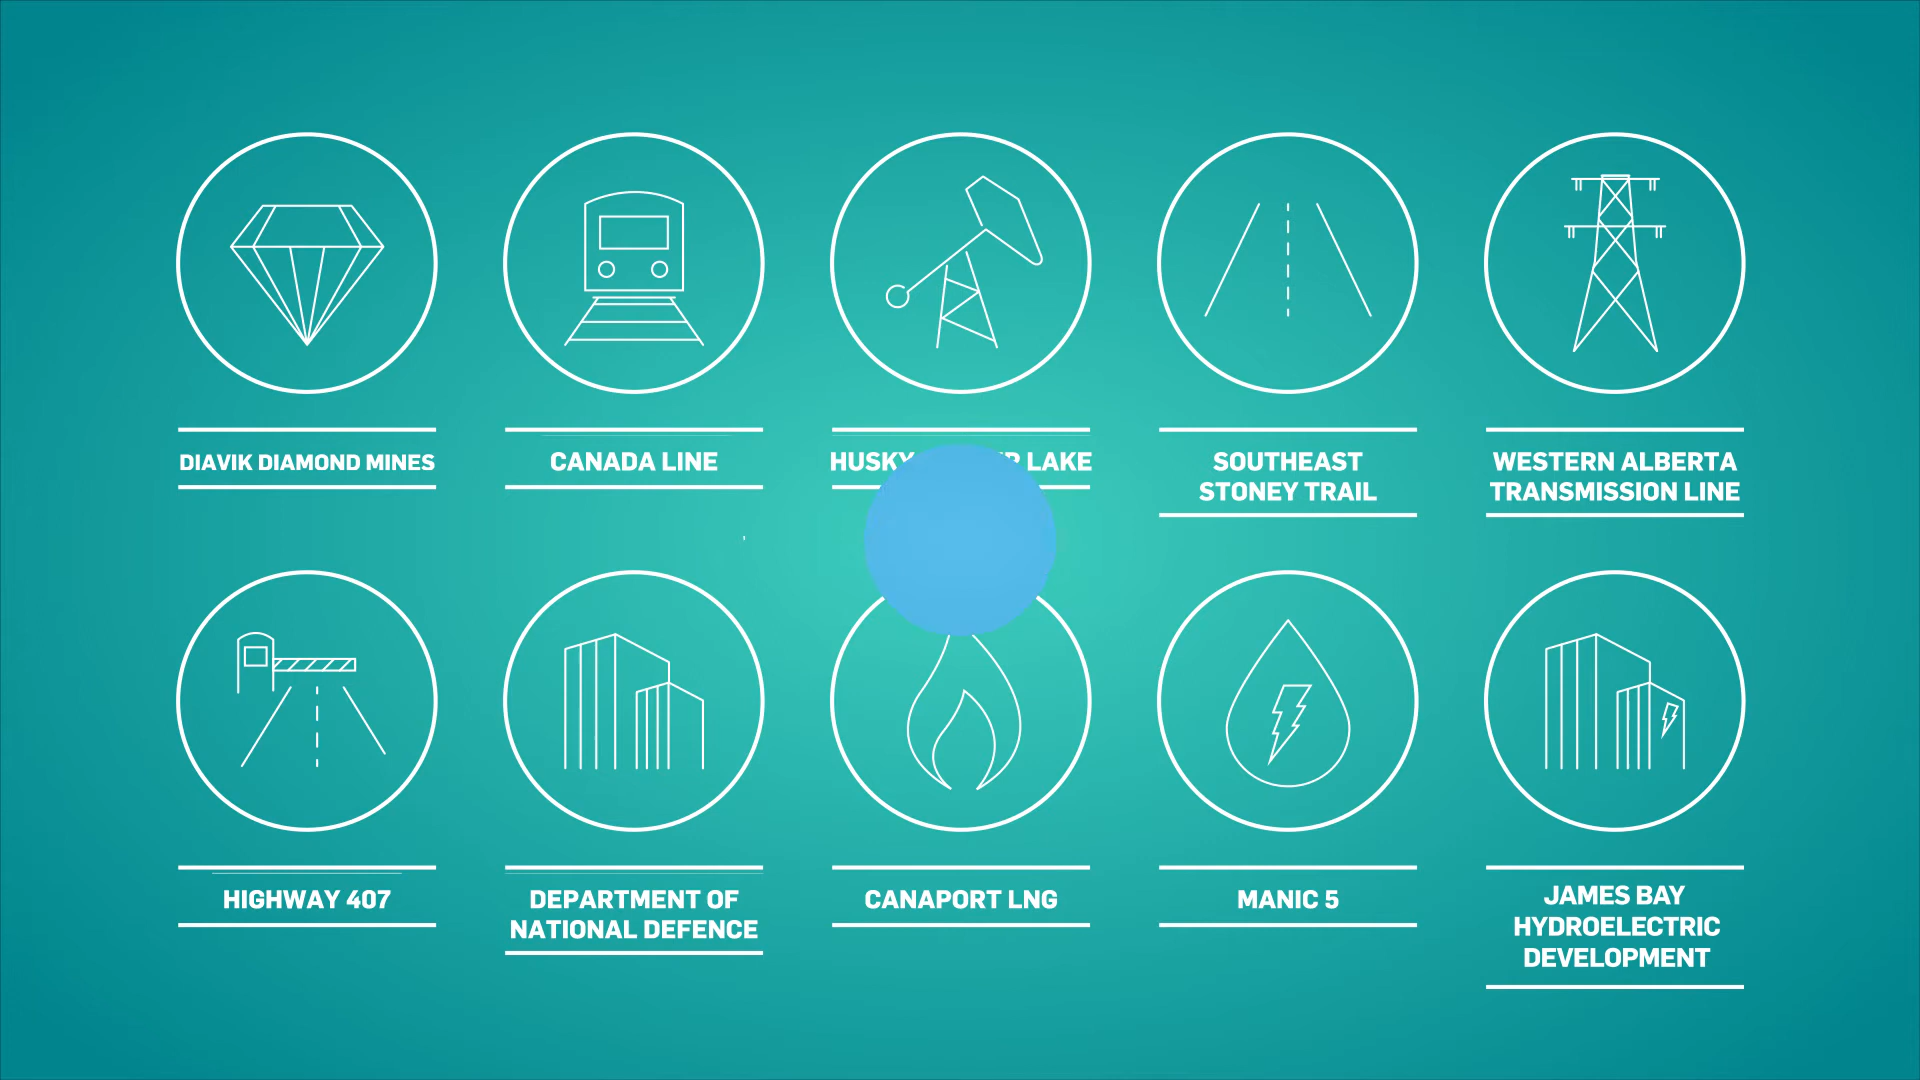 DIAVIK DIAMOND MINES
CANADA LINE
HUSKY LAKE
SOUTHEAST
STONEY TRAIL
WESTERN ALBERTA
TRANSMISSION LINE
HIGHWAY 407
DEPARTMENT OF
NATIONAL DEFENCE
CANAPORT LNG
MANIC 5
JAMES BAY
HYDROELECTRIC
DEVELOPMENT